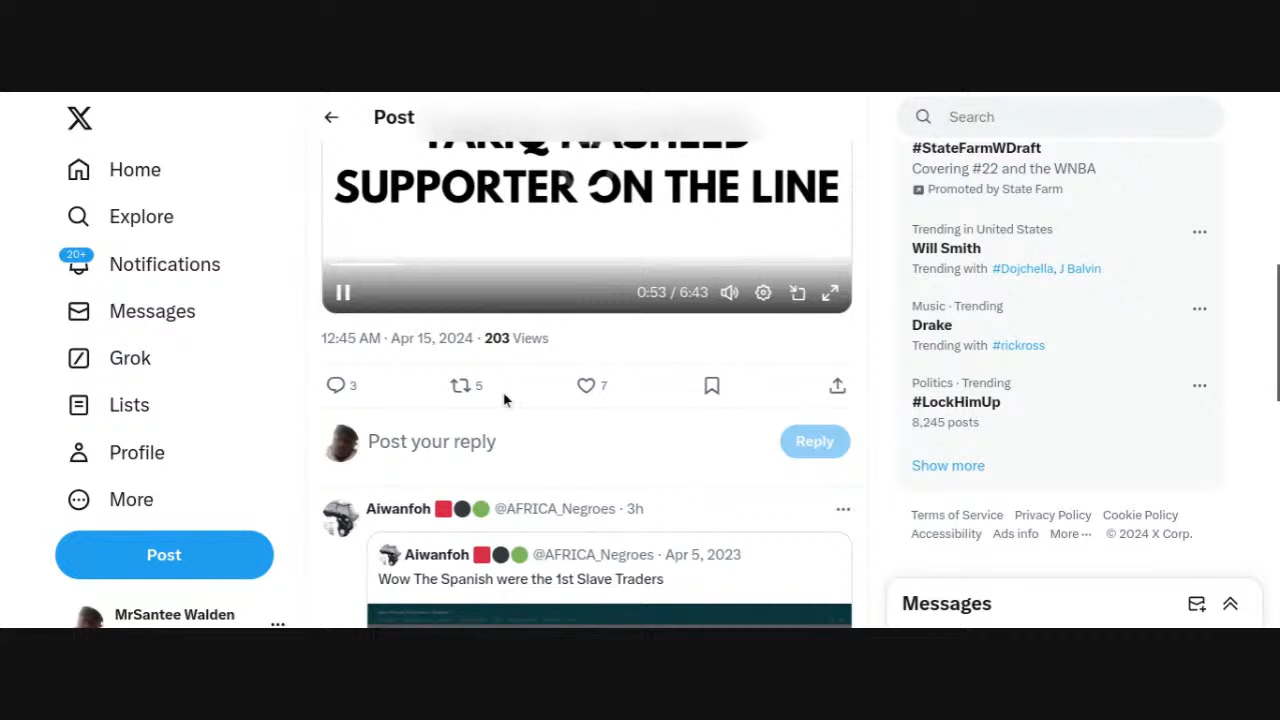 Home
Explore
20+
Notifications
Messages
Grok
Lists
Profile
More
Post
MrSantee Walden
Post
TARIQ NASHEED
SUPPORTER ON THE LINE
0:53 / 6:43
12:45 AM · Apr 15, 2024 · 203 Views
3
5
7
Post your reply
Reply
Aiwanfoh 🟥⚫🟢 @AFRICA_Negroes · 3h
Aiwanfoh 🟥⚫🟢 @AFRICA_Negroes · Apr 5, 2023
Wow The Spanish were the 1st Slave Traders
Search
#StateFarmWDraft
Covering #22 and the WNBA
Promoted by State Farm
Trending in United States
Will Smith
Trending with #Dojchella, J Balvin
Music · Trending
Drake
Trending with #rickross
Politics · Trending
#LockHimUp
8,245 posts
Show more
Terms of Service Privacy Policy Cookie Policy
Accessibility Ads info More ··· © 2024 X Corp.
Messages